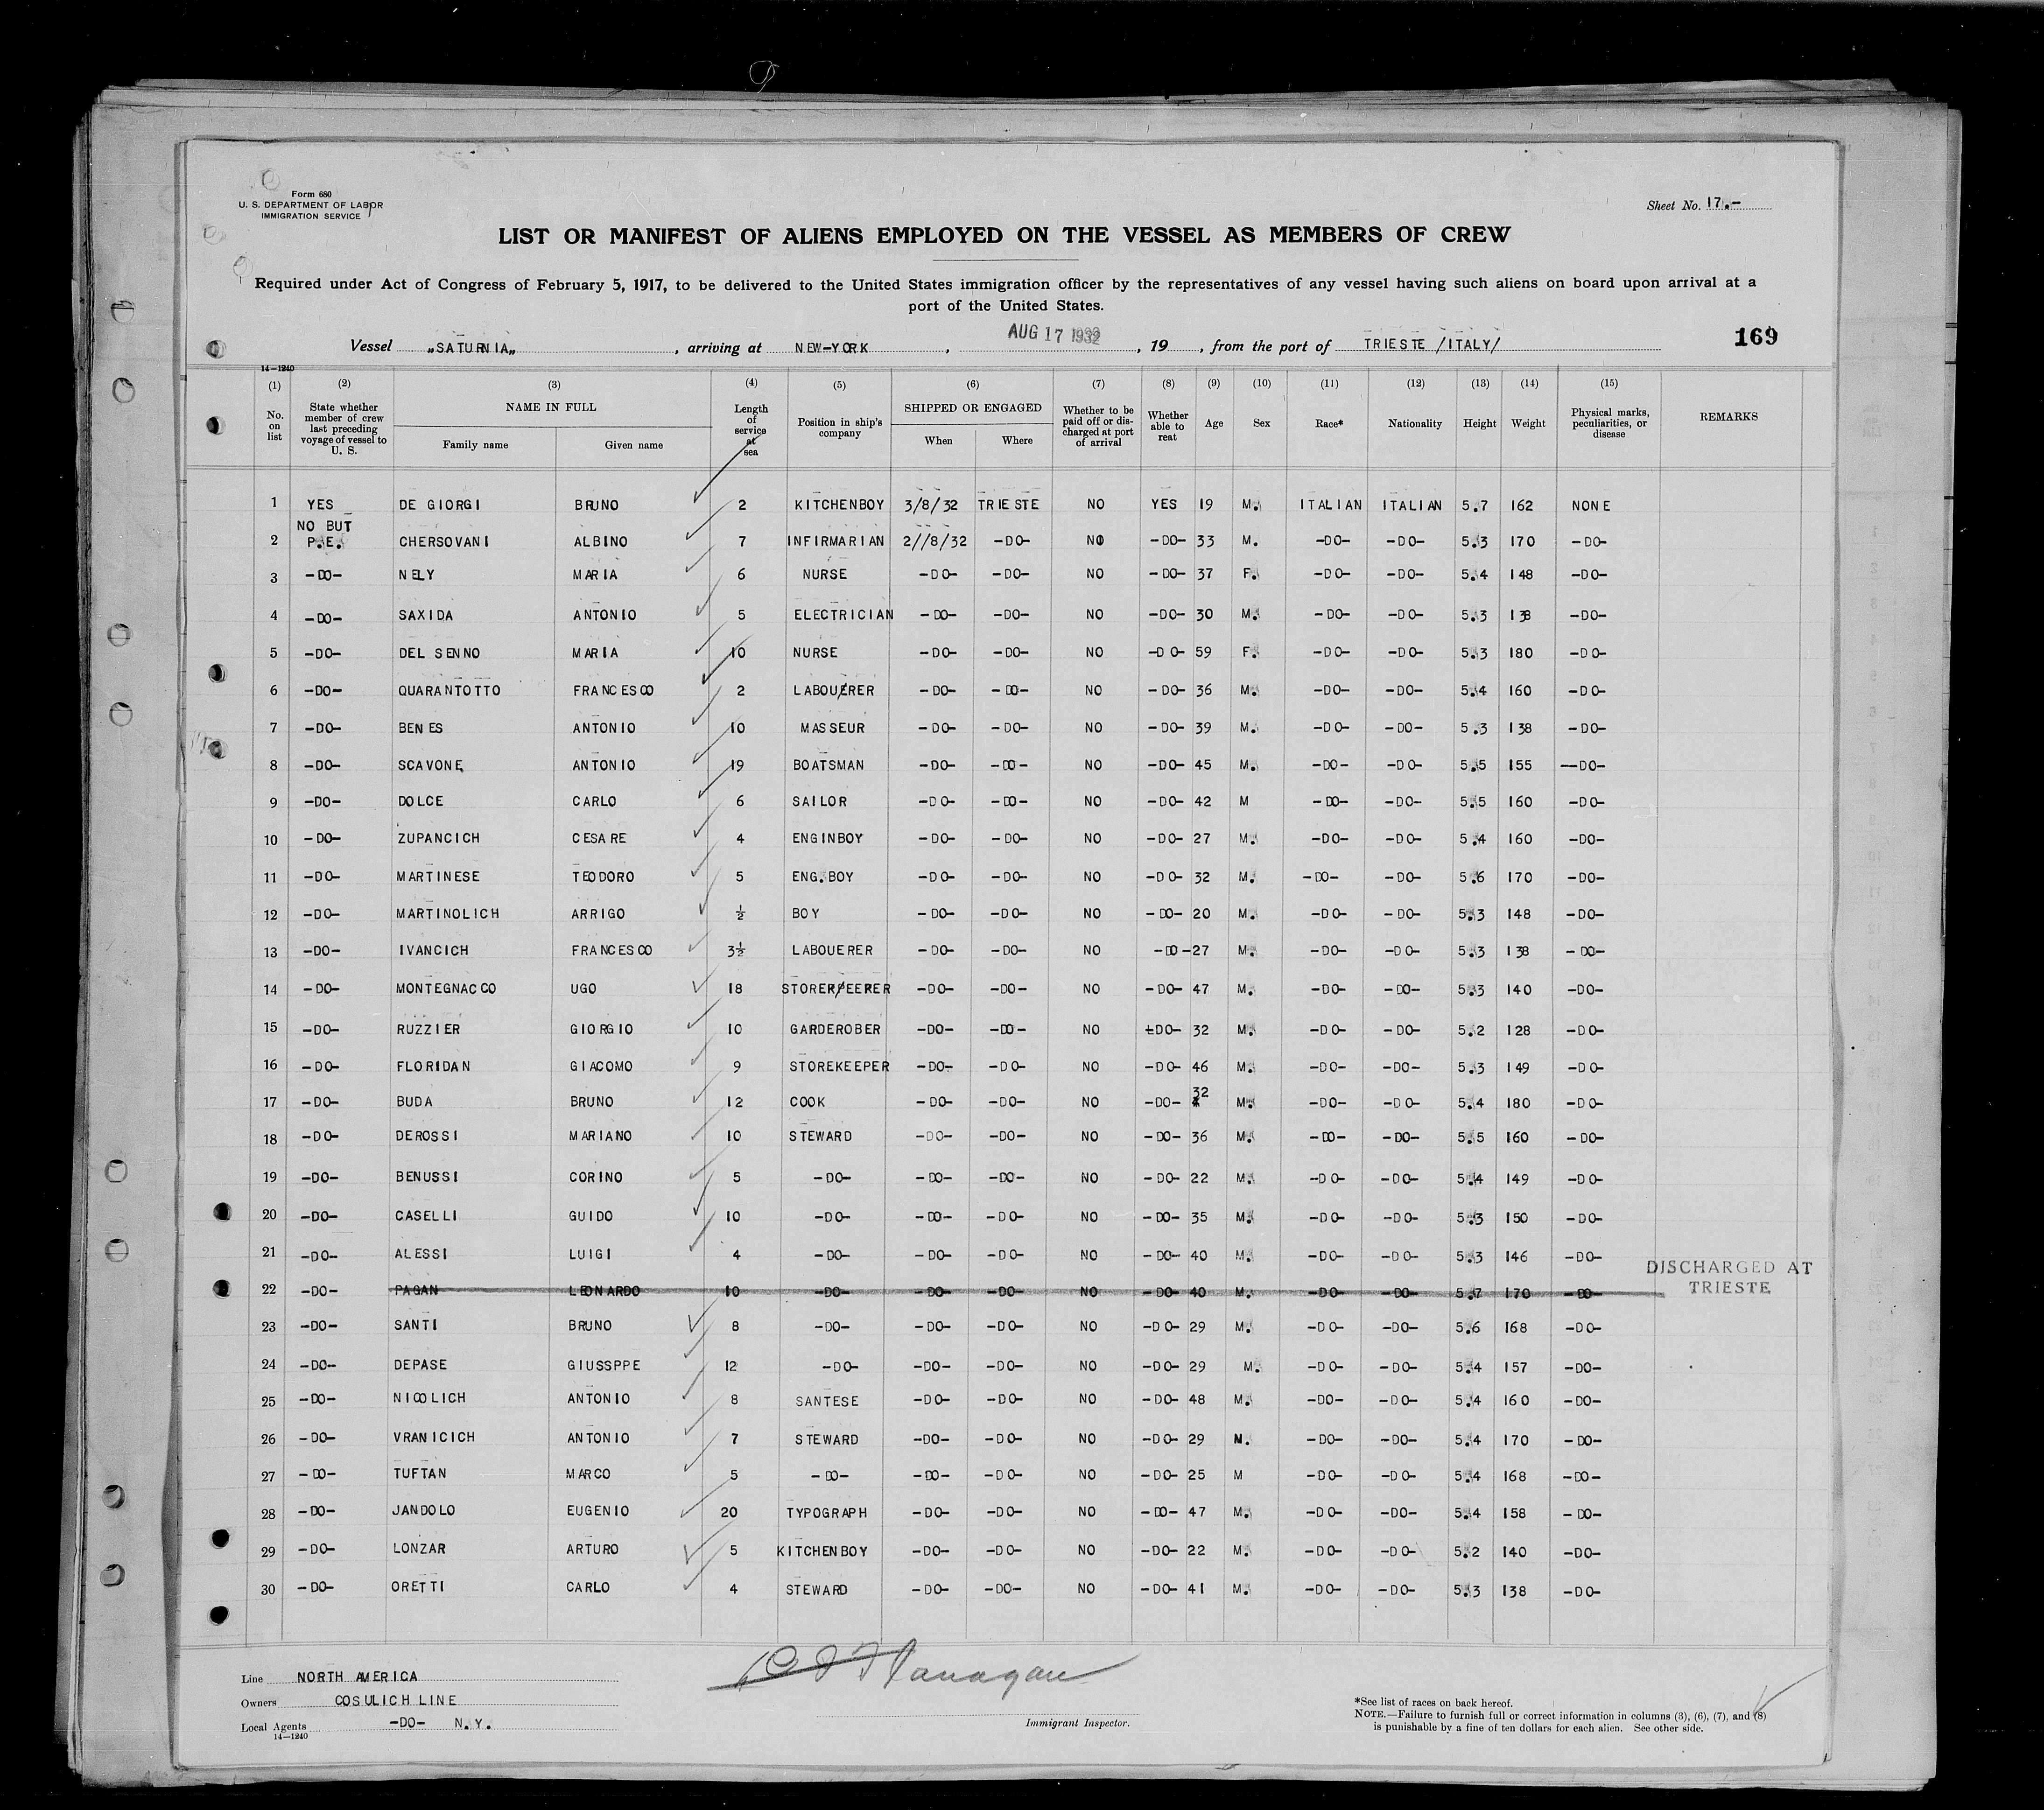 Form 680
U. S. DEPARTMENT OF LABOR
IMMIGRATION SERVICE
Sheet No. 17.-
LIST OR MANIFEST OF ALIENS EMPLOYED ON THE VESSEL AS MEMBERS OF CREW
Required under Act of Congress of February 5, 1917, to be delivered to the United States immigration officer by the representatives of any vessel having such aliens on board upon arrival at a
port of the United States.
Vessel „SATURNIA„, arriving at NEW-YORK, AUG 17 1932, 19, from the port of TRIESTE /ITALY/ 169
14-1240
(1) (2) (3) (4) (5) (6) (7) (8) (9) (10) (11) (12) (13) (14) (15)
No. on list State whether member of crew last preceding voyage of vessel to U. S. NAME IN FULL Length of service at sea Position in ship's company SHIPPED OR ENGAGED Whether to be paid off or discharged at port of arrival Whether able to reat Age Sex Race* Nationality Height Weight Physical marks, peculiarities, or disease REMARKS
Family name Given name When Where
1 YES DE GIORGI BRUNO 2 KITCHENBOY 3/8/32 TRIESTE NO YES 19 M. ITALIAN ITALIAN 5.7 162 NONE
NO BUT
2 P.E. CHERSOVANI ALBINO 7 INFIRMARIAN 2//8/32 -DO- NO -DO- 33 M. -DO- -DO- 5.3 170 -DO-
3 -DO- NELY MARIA 6 NURSE -DO- -DO- NO -DO- 37 F. -DO- -DO- 5.4 148 -DO-
4 -DO- SAXIDA ANTONIO 5 ELECTRICIAN -DO- -DO- NO -DO- 30 M. -DO- -DO- 5.3 138 -DO-
5 -DO- DEL SENNO MARIA 10 NURSE -DO- -DO- NO -DO- 59 F. -DO- -DO- 5.3 180 -DO-
6 -DO- QUARANTOTTO FRANCESCO 2 LABOUERER -DO- -DO- NO -DO- 36 M. -DO- -DO- 5.4 160 -DO-
7 -DO- BENES ANTONIO 10 MASSEUR -DO- -DO- NO -DO- 39 M. -DO- -DO- 5.3 138 -DO-
8 -DO- SCAVONE ANTONIO 19 BOATSMAN -DO- -DO- NO -DO- 45 M. -DO- -DO- 5.5 155 --DO-
9 -DO- DOLCE CARLO 6 SAILOR -DO- -DO- NO -DO- 42 M -DO- -DO- 5.5 160 -DO-
10 -DO- ZUPANCICH CESARE 4 ENGINBOY -DO- -DO- NO -DO- 27 M. -DO- -DO- 5.4 160 -DO-
11 -DO- MARTINESE TEODORO 5 ENG.BOY -DO- -DO- NO -DO- 32 M. -DO- -DO- 5.6 170 -DO-
12 -DO- MARTINOLICH ARRIGO ½ BOY -DO- -DO- NO -DO- 20 M. -DO- -DO- 5.3 148 -DO-
13 -DO- IVANCICH FRANCESCO 3½ LABOUERER -DO- -DO- NO -DO- 27 M. -DO- -DO- 5.3 138 -DO-
14 -DO- MONTEGNACCO UGO 18 -DO- -DO- NO -DO- 47 M. -DO- -DO- 5.3 140 -DO-
15 -DO- RUZZIER GIORGIO 10 GARDEROBER -DO- -DO- NO -DO- 32 M. -DO- -DO- 5.2 128 -DO-
16 -DO- FLORIDAN GIACOMO 9 STOREKEEPER -DO- -DO- NO -DO- 46 M. -DO- -DO- 5.3 149 -DO-
17 -DO- BUDA BRUNO 12 COOK -DO- -DO- NO -DO- 32 M. -DO- -DO- 5.4 180 -DO-
18 -DO- DEROSSI MARIANO 10 STEWARD -DO- -DO- NO -DO- 36 M. -DO- -DO- 5.5 160 -DO-
19 -DO- BENUSSI CORINO 5 -DO- -DO- -DO- NO -DO- 22 M. -DO- -DO- 5.4 149 -DO-
20 -DO- CASELLI GUIDO 10 -DO- -DO- -DO- NO -DO- 35 M. -DO- -DO- 5.3 150 -DO-
21 -DO- ALESSI LUIGI 4 -DO- -DO- -DO- NO -DO- 40 M. -DO- -DO- 5.3 146 -DO-
22 -DO- PAGAN LEONARDO 10 -DO- -DO- -DO- NO -DO- 40 M. -DO- -DO- 5.7 170 -DO- DISCHARGED AT TRIESTE
23 -DO- SANTI BRUNO 8 -DO- -DO- -DO- NO -DO- 29 M. -DO- -DO- 5.6 168 -DO-
24 -DO- DEPASE GIUSSPPE 12 -DO- -DO- -DO- NO -DO- 29 M. -DO- -DO- 5.4 157 -DO-
25 -DO- NICOLICH ANTONIO 8 SANTESE -DO- -DO- NO -DO- 48 M. -DO- -DO- 5.4 160 -DO-
26 -DO- VRANICICH ANTONIO 7 STEWARD -DO- -DO- NO -DO- 29 M. -DO- -DO- 5.4 170 -DO-
27 -DO- TUFTAN MARCO 5 -DO- -DO- -DO- NO -DO- 25 M -DO- -DO- 5.4 168 -DO-
28 -DO- JANDOLO EUGENIO 20 TYPOGRAPH -DO- -DO- NO -DO- 47 M. -DO- -DO- 5.4 158 -DO-
29 -DO- LONZAR ARTURO 5 KITCHENBOY -DO- -DO- NO -DO- 22 M. -DO- -DO- 5.2 140 -DO-
30 -DO- ORETTI CARLO 4 STEWARD -DO- -DO- NO -DO- 41 M. -DO- -DO- 5.3 138 -DO-
Line NORTH AMERICA
Owners COSULICH LINE
Local Agents -DO- N.Y.
14-1240
Flanagan
Immigrant Inspector.
*See list of races on back hereof.
NOTE.—Failure to furnish full or correct information in columns (3), (6), (7), and (8)
is punishable by a fine of ten dollars for each alien. See other side.